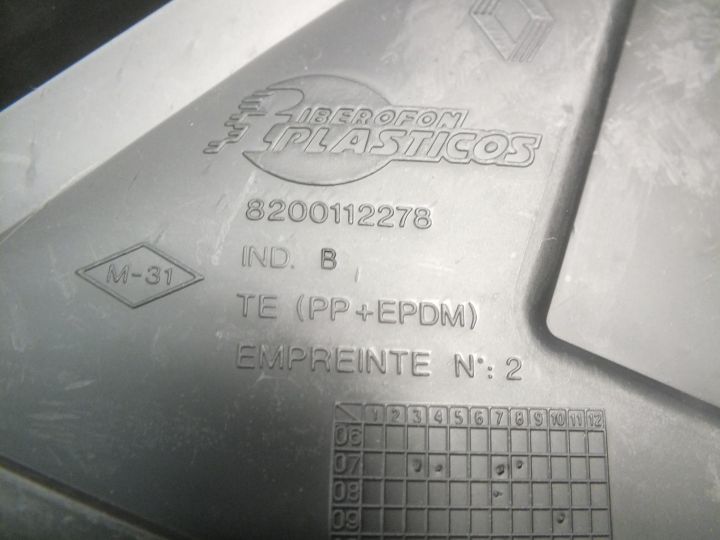 IBEROFON
PLASTICOS
8200112278
IND. B
M-31
TE (PP+EPDM)
EMPREINTE N°: 2
1 2 3 4 5 6 7 8 9 10 11 12
06
07
08
09